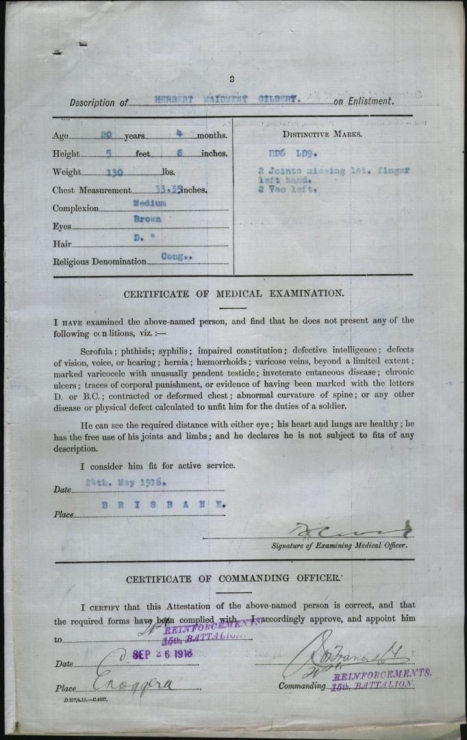 3
Description of HERBERT MAIDMENT GILBERT. on Enlistment.
Age 20 years 4 months.
Height 5 feet 6 inches.
Weight 130 lbs.
Chest Measurement 33.35 inches.
Complexion Medium
Eyes Brown
Hair D. "
Religious Denomination Cong..
DISTINCTIVE MARKS.
RD6 LD9.
2 Joints missing 1st. finger
left hand.
2 Vac left.
CERTIFICATE OF MEDICAL EXAMINATION.
I HAVE examined the above-named person, and find that he does not present any of the
following conditions, viz. :—
Scrofula; phthisis; syphilis; impaired constitution; defective intelligence; defects
of vision, voice, or hearing; hernia; hæmorrhoids; varicose veins, beyond a limited extent;
marked varicocele with unusually pendent testicle; inveterate cutaneous disease; chronic
ulcers; traces of corporal punishment, or evidence of having been marked with the letters
D. or B.C.; contracted or deformed chest; abnormal curvature of spine; or any other
disease or physical defect calculated to unfit him for the duties of a soldier.
He can see the required distance with either eye; his heart and lungs are healthy; he
has the free use of his joints and limbs; and he declares he is not subject to fits of any
description.
I consider him fit for active service.
Date 24th. May 1916.
Place BRISBANE.
Signature of Examining Medical Officer.
CERTIFICATE OF COMMANDING OFFICER.
I CERTIFY that this Attestation of the above-named person is correct, and that
the required forms have been complied with. I accordingly approve, and appoint him
to REINFORCEMENTS
15th. BATTALION.
Date SEP 26 1916
Place Enoggera
REINFORCEMENTS.
Commanding 15th. BATTALION.